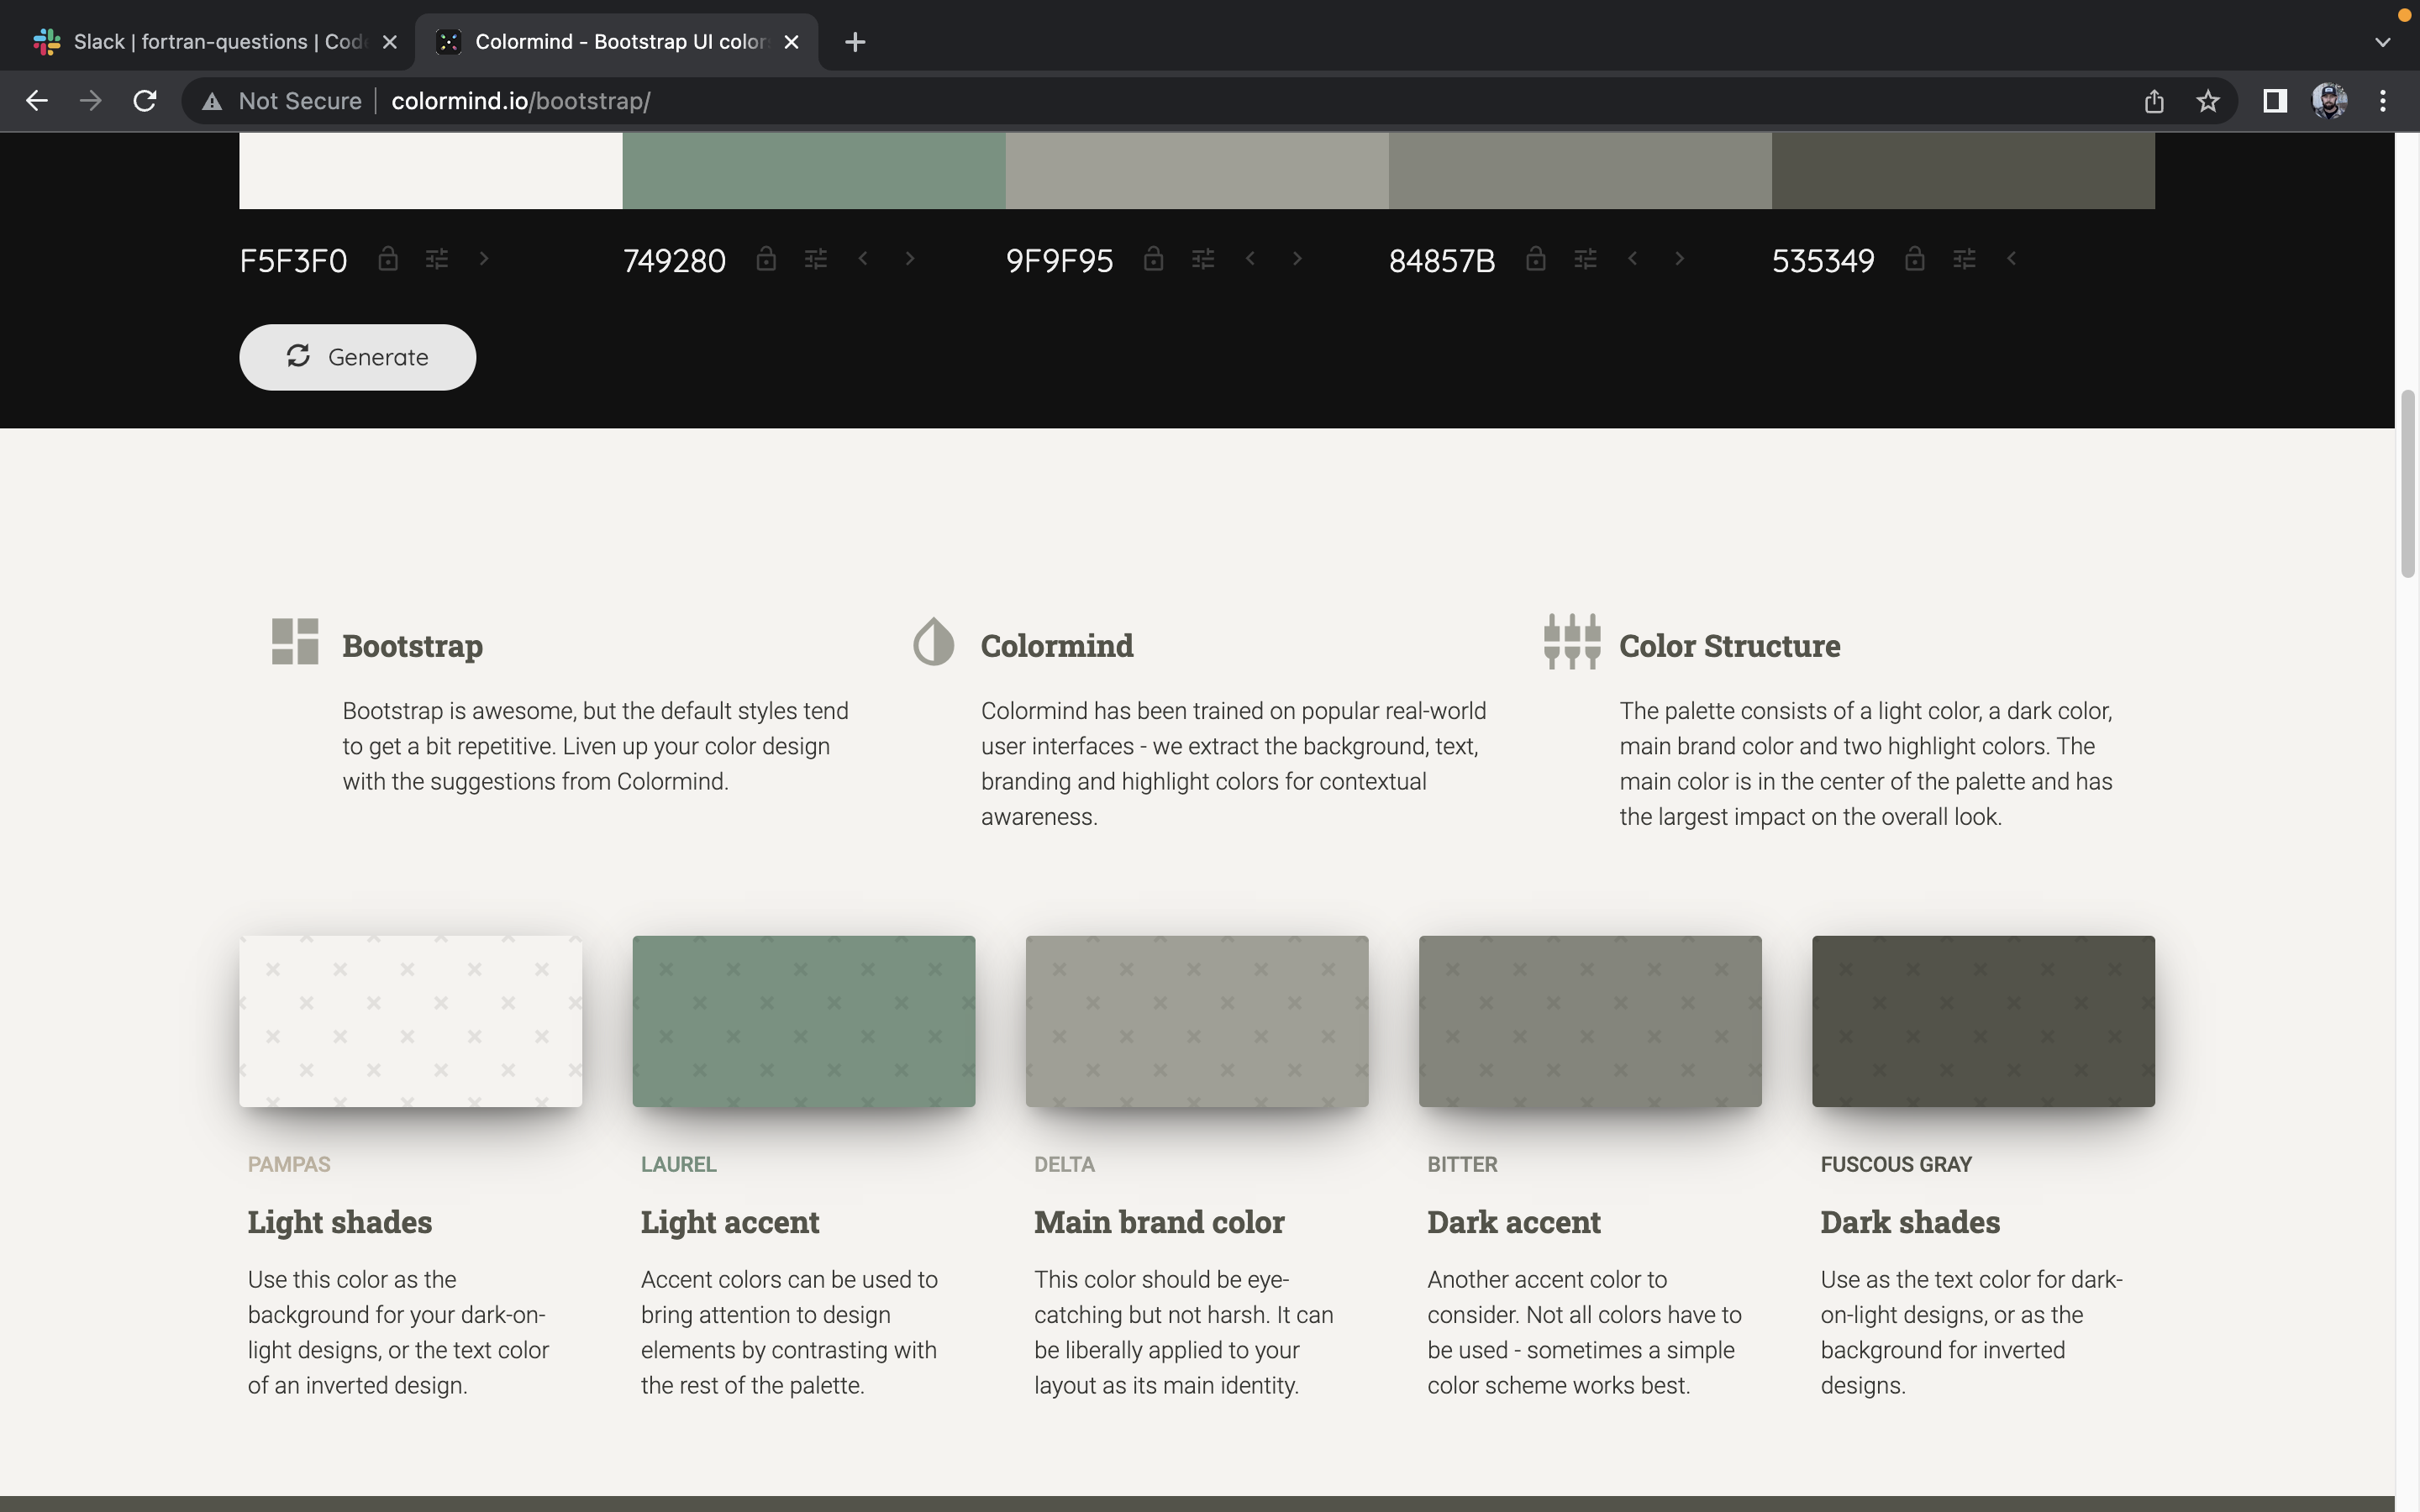 Slack | fortran-questions | Code
Colormind - Bootstrap UI color
Not Secure
colormind.io/bootstrap/
F5F3F0
749280
9F9F95
84857B
535349
Generate
Bootstrap
Bootstrap is awesome, but the default styles tend
to get a bit repetitive. Liven up your color design
with the suggestions from Colormind.
Colormind
Colormind has been trained on popular real-world
user interfaces - we extract the background, text,
branding and highlight colors for contextual
awareness.
Color Structure
The palette consists of a light color, a dark color,
main brand color and two highlight colors. The
main color is in the center of the palette and has
the largest impact on the overall look.
PAMPAS
Light shades
Use this color as the
background for your dark-on-
light designs, or the text color
of an inverted design.
LAUREL
Light accent
Accent colors can be used to
bring attention to design
elements by contrasting with
the rest of the palette.
DELTA
Main brand color
This color should be eye-
catching but not harsh. It can
be liberally applied to your
layout as its main identity.
BITTER
Dark accent
Another accent color to
consider. Not all colors have to
be used - sometimes a simple
color scheme works best.
FUSCOUS GRAY
Dark shades
Use as the text color for dark-
on-light designs, or as the
background for inverted
designs.